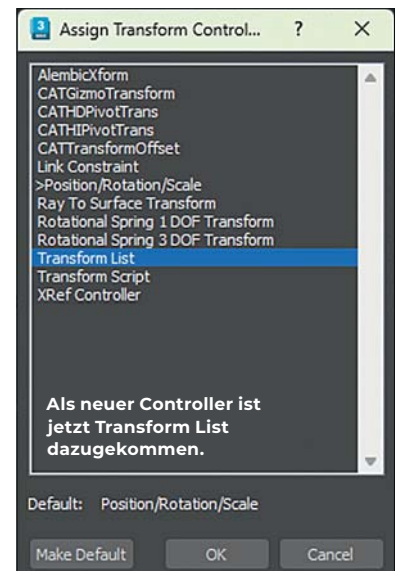 3 Assign Transform Control... ? X
AlembicXform
CATGizmoTransform
CATHDPivotTrans
CATHIPivotTrans
CATTransformOffset
Link Constraint
>Position/Rotation/Scale
Ray To Surface Transform
Rotational Spring 1 DOF Transform
Rotational Spring 3 DOF Transform
Transform List
Transform Script
XRef Controller
Als neuer Controller ist
jetzt Transform List
dazugekommen.
Default: Position/Rotation/Scale
Make Default OK Cancel